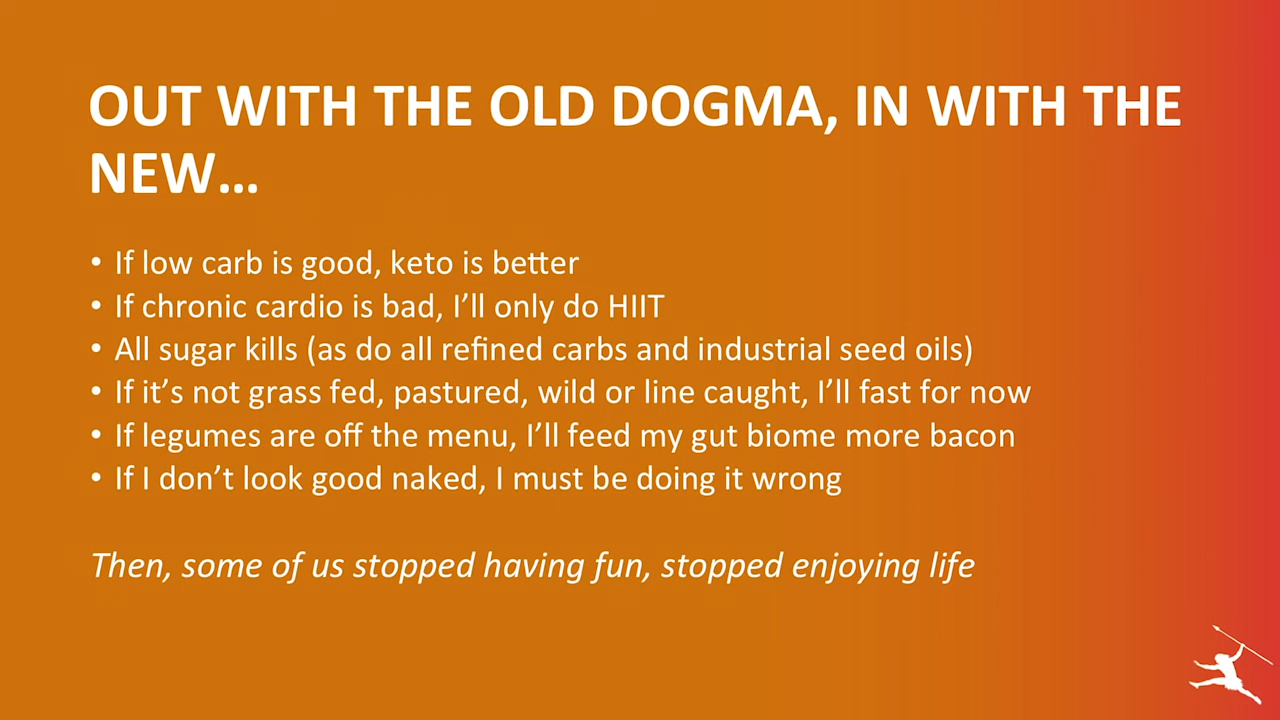 OUT WITH THE OLD DOGMA, IN WITH THE
NEW…
• If low carb is good, keto is better
• If chronic cardio is bad, I’ll only do HIIT
• All sugar kills (as do all refined carbs and industrial seed oils)
• If it’s not grass fed, pastured, wild or line caught, I’ll fast for now
• If legumes are off the menu, I’ll feed my gut biome more bacon
• If I don’t look good naked, I must be doing it wrong
Then, some of us stopped having fun, stopped enjoying life